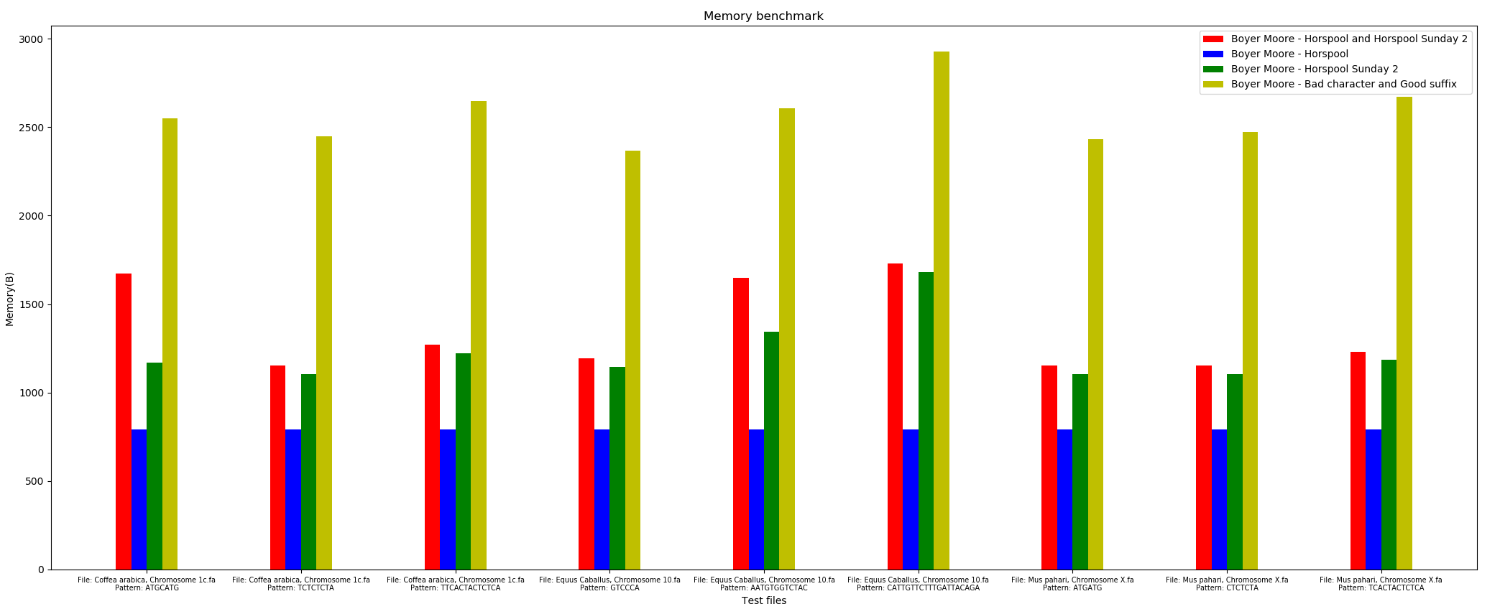 Memory benchmark
Boyer Moore - Horspool and Horspool Sunday 2
Boyer Moore - Horspool
Boyer Moore - Horspool Sunday 2
Boyer Moore - Bad character and Good suffix
3000
2500
2000
1500
1000
500
0
Memory(B)
File: Coffea arabica, Chromosome 1c.fa
Pattern: ATGCATG
File: Coffea arabica, Chromosome 1c.fa
Pattern: TCTCTCTA
File: Coffea arabica, Chromosome 1c.fa
Pattern: TTCACTACTCTCA
File: Equus Caballus, Chromosome 10.fa
Pattern: GTCCCA
File: Equus Caballus, Chromosome 10.fa
Pattern: AATGTGGTCTAC
File: Equus Caballus, Chromosome 10.fa
Pattern: CATTGTTCTTTGATTACAGA
File: Mus pahari, Chromosome X.fa
Pattern: ATGATG
File: Mus pahari, Chromosome X.fa
Pattern: CTCTCTA
File: Mus pahari, Chromosome X.fa
Pattern: TCACTACTCTCA
Test files